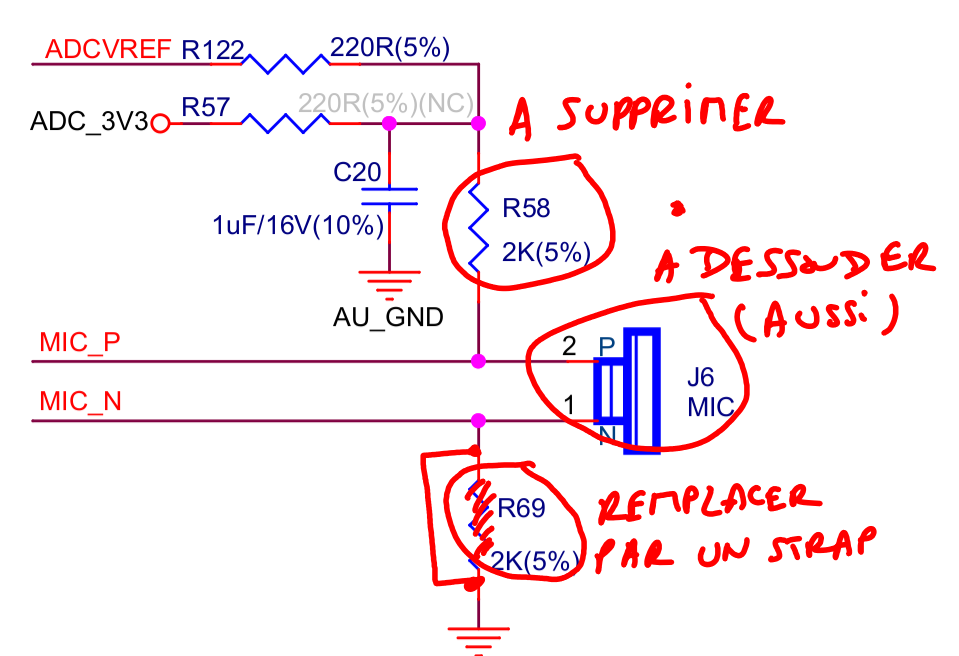 ADCVREF R122 220R(5%)
ADC_3V3 R57 220R(5%)(NC)
A SUPPRIMER
C20
R58
1uF/16V(10%)
2K(5%)
A DESSOUDER
(AUSSi)
AU_GND
MIC_P
2 P
J6
MIC
MIC_N
1
N
R69
REMPLACER
2K(5%)
PAR UN STRAP